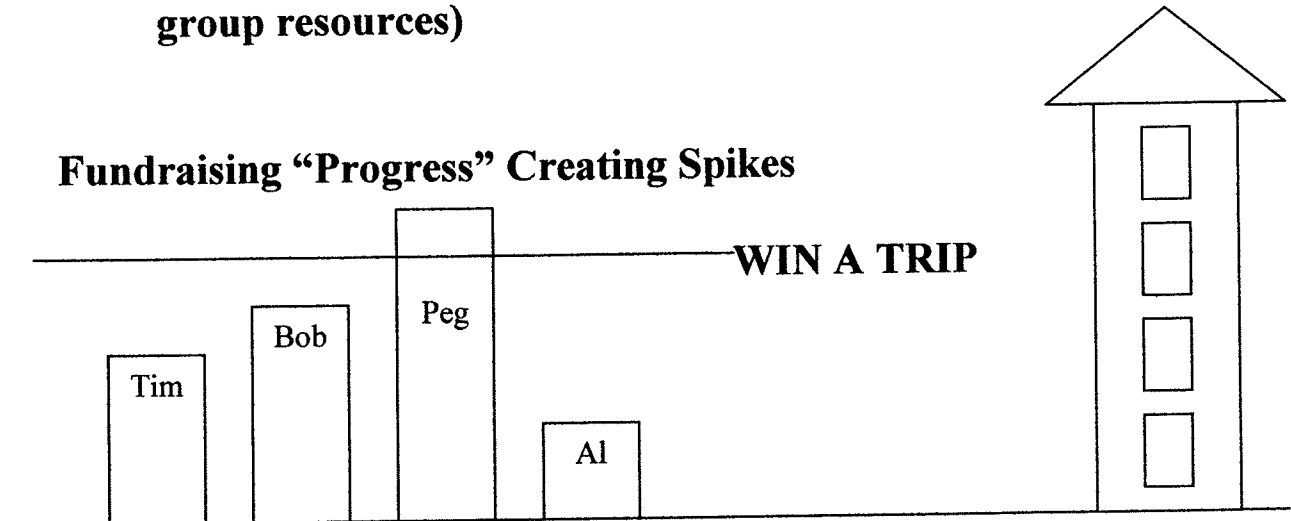 group resources)
Fundraising “Progress” Creating Spikes
WIN A TRIP
Peg
Bob
Tim
Al